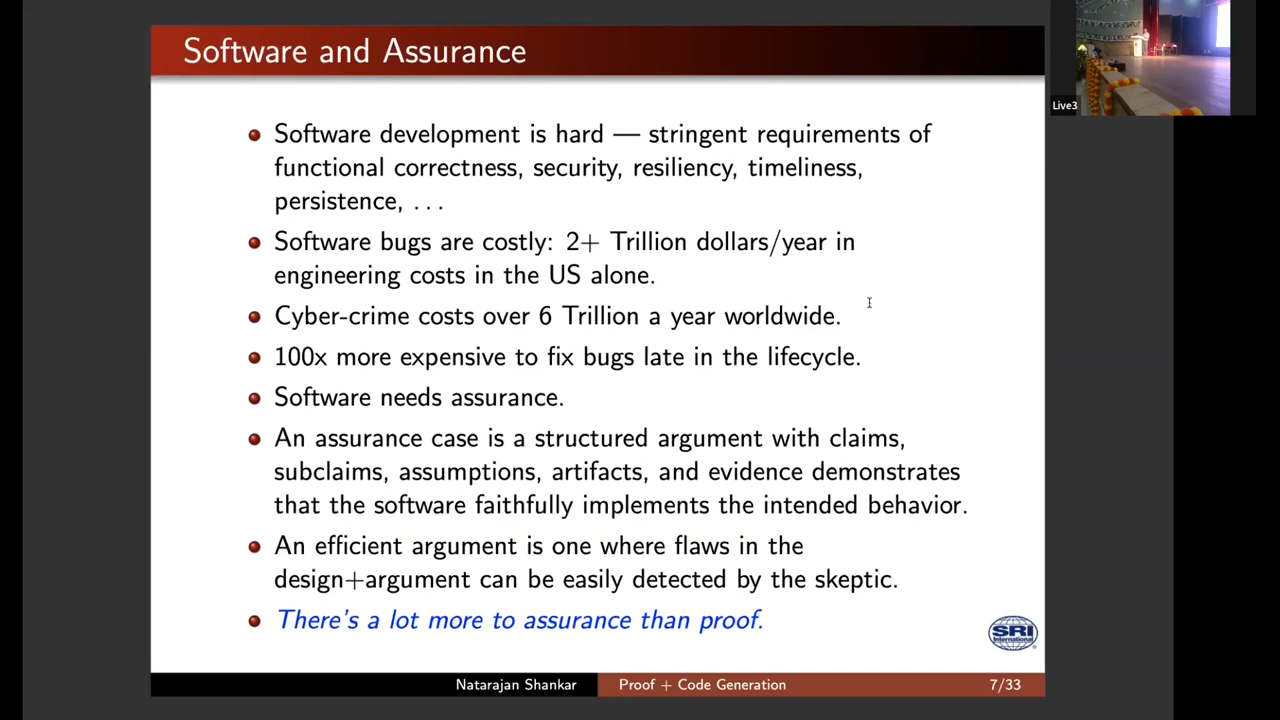 Software and Assurance
Live3
Software development is hard — stringent requirements of
functional correctness, security, resiliency, timeliness,
persistence, . . .
Software bugs are costly: 2+ Trillion dollars/year in
engineering costs in the US alone.
Cyber-crime costs over 6 Trillion a year worldwide.
100x more expensive to fix bugs late in the lifecycle.
Software needs assurance.
An assurance case is a structured argument with claims,
subclaims, assumptions, artifacts, and evidence demonstrates
that the software faithfully implements the intended behavior.
An efficient argument is one where flaws in the
design+argument can be easily detected by the skeptic.
There's a lot more to assurance than proof.
SRI
International
Natarajan Shankar
Proof + Code Generation
7/33